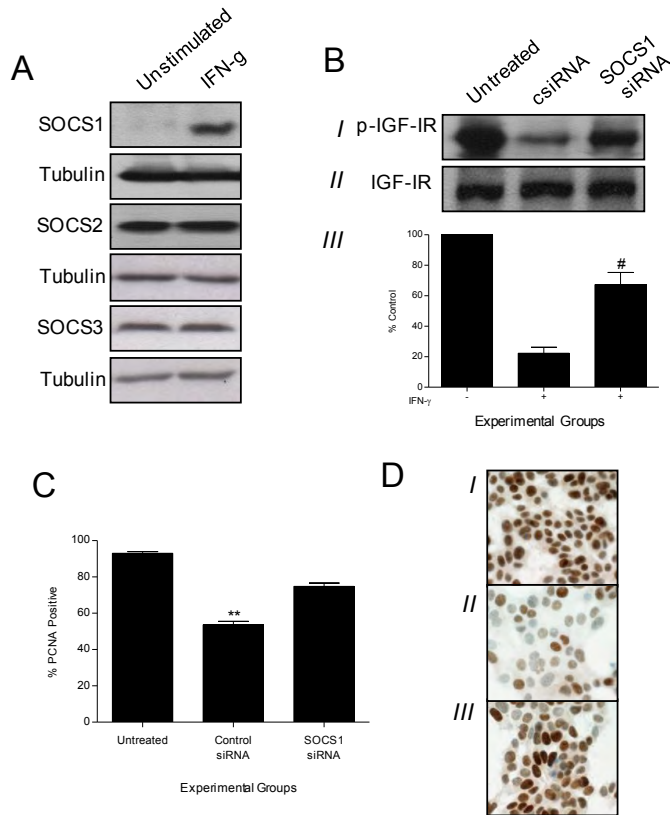 A
Unstimulated
IFN-g
SOCS1
Tubulin
SOCS2
Tubulin
SOCS3
Tubulin
B
Untreated
csiRNA
SOCS1
siRNA
I
p-IGF-IR
II
IGF-IR
III
100
80
60
40
20
0
% Control
#
IFN-γ - + +
Experimental Groups
C
100
80
60
40
20
0
% PCNA Positive
**
Untreated
Control
siRNA
SOCS1
siRNA
Experimental Groups
D
I
II
III